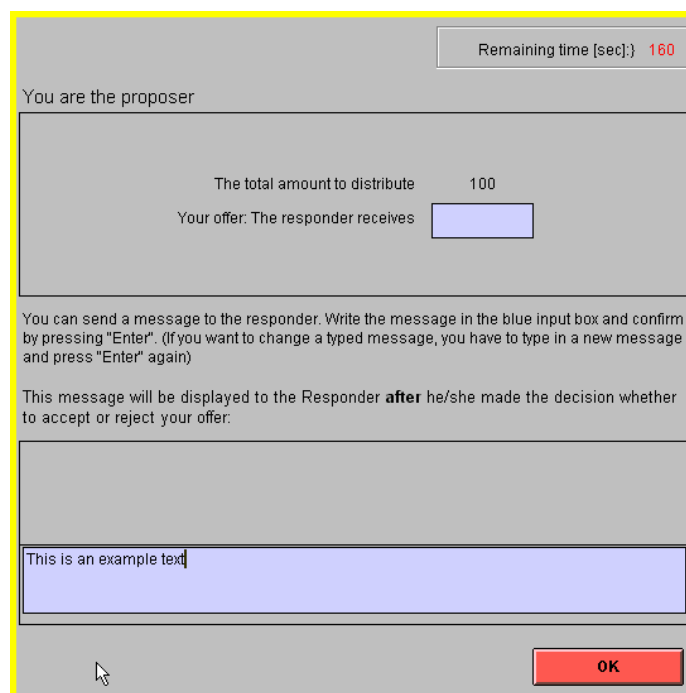 Remaining time [sec]:} 160
You are the proposer
The total amount to distribute 100
Your offer: The responder receives
You can send a message to the responder. Write the message in the blue input box and confirm
by pressing "Enter". (If you want to change a typed message, you have to type in a new message
and press "Enter" again)
This message will be displayed to the Responder after he/she made the decision whether
to accept or reject your offer:
This is an example text
OK